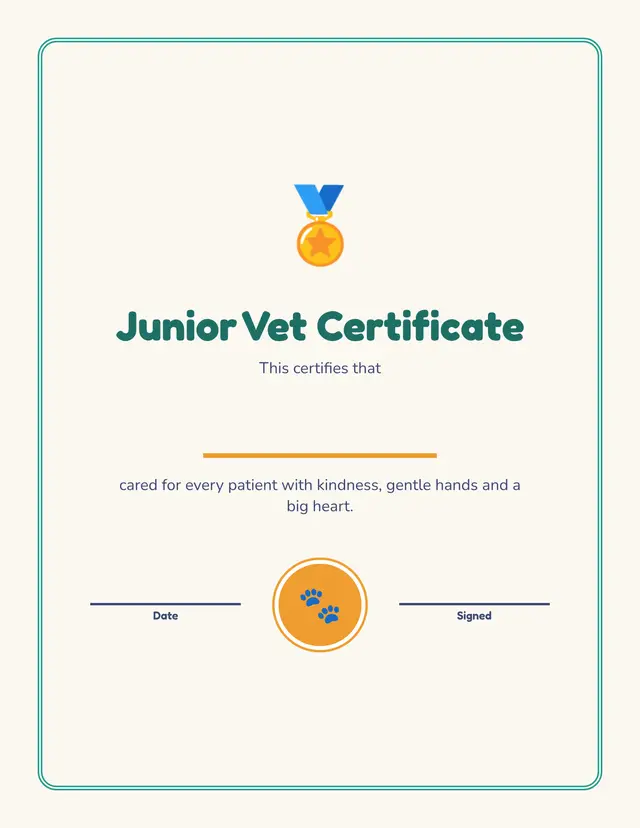 Junior Vet Certificate
This certifies that
cared for every patient with kindness, gentle hands and a
big heart.
Date
Signed